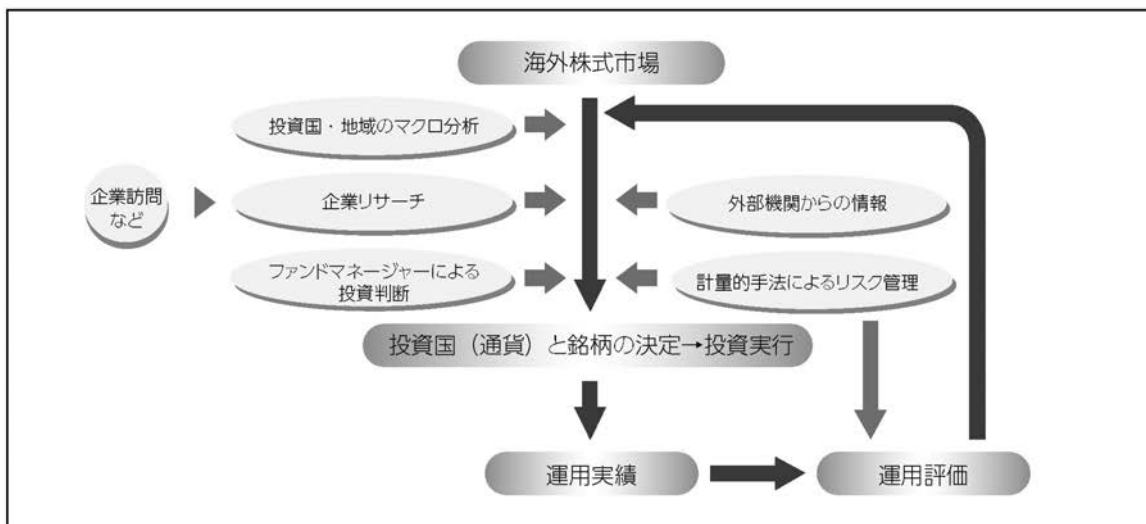 海外株式市場
投資国・地域のマクロ分析
企業訪問
など
企業リサーチ
外部機関からの情報
ファンドマネージャーによる
投資判断
計量的手法によるリスク管理
投資国（通貨）と銘柄の決定→投資実行
運用実績
運用評価